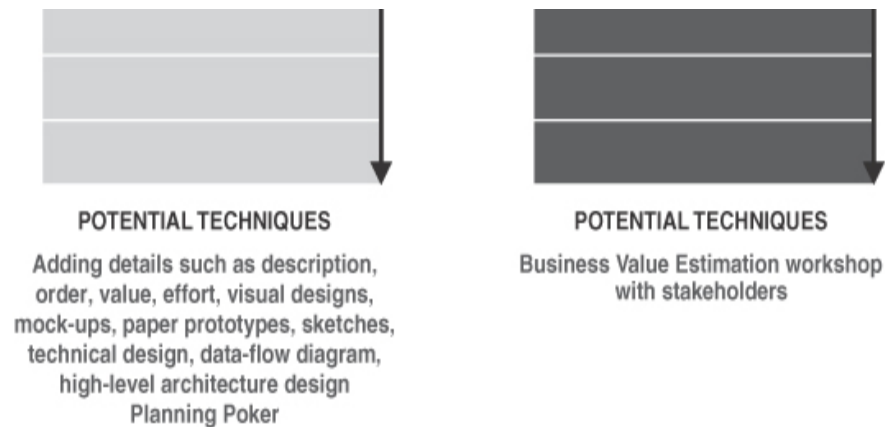 POTENTIAL TECHNIQUES
Adding details such as description,
order, value, effort, visual designs,
mock-ups, paper prototypes, sketches,
technical design, data-flow diagram,
high-level architecture design
Planning Poker
POTENTIAL TECHNIQUES
Business Value Estimation workshop
with stakeholders